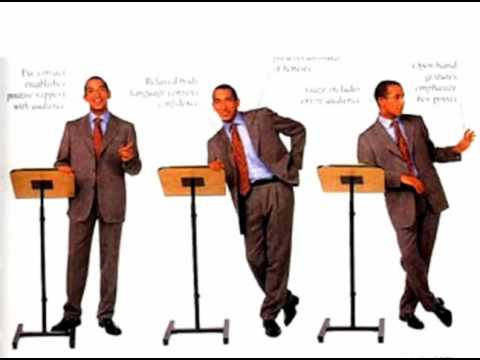 Eye contact
establishes
positive rapport
with audience
Relaxed body
language conveys
confidence
Gaze includes
entire audience
Open hand
gestures
emphasize
key points